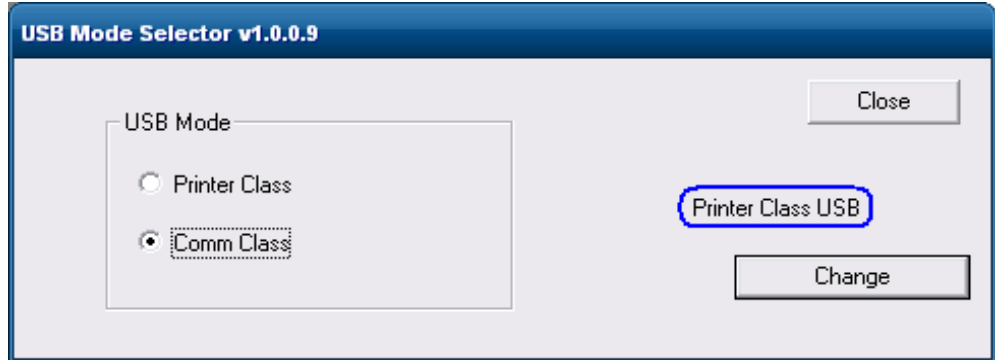 USB Mode Selector v1.0.0.9
Close
USB Mode
Printer Class
Printer Class USB
Comm Class
Change